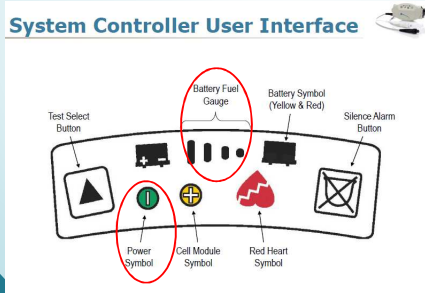 System Controller User Interface
Battery Fuel
Gauge
Battery Symbol
(Yellow & Red)
Test Select
Button
Silence Alarm
Button
Power
Symbol
Cell Module
Symbol
Red Heart
Symbol